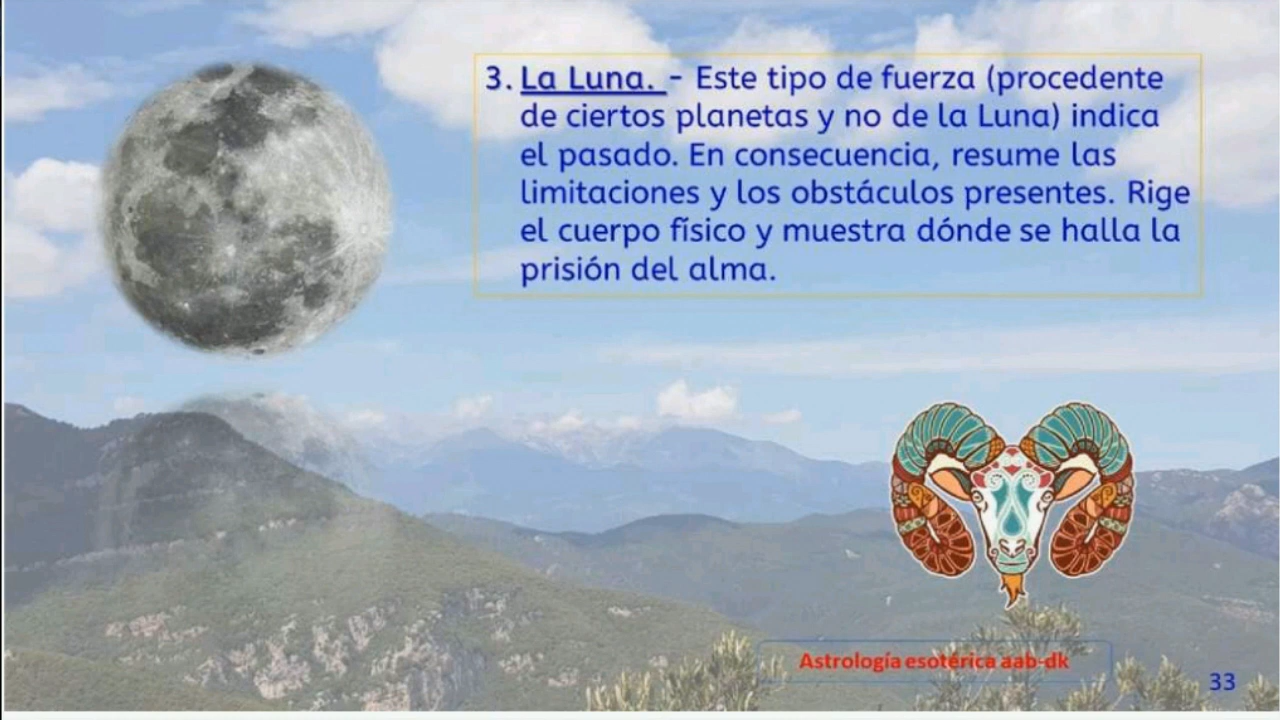 3. La Luna. - Este tipo de fuerza (procedente
de ciertos planetas y no de la Luna) indica
el pasado. En consecuencia, resume las
limitaciones y los obstáculos presentes. Rige
el cuerpo físico y muestra dónde se halla la
prisión del alma.
Astrología esotérica aab-dk
33